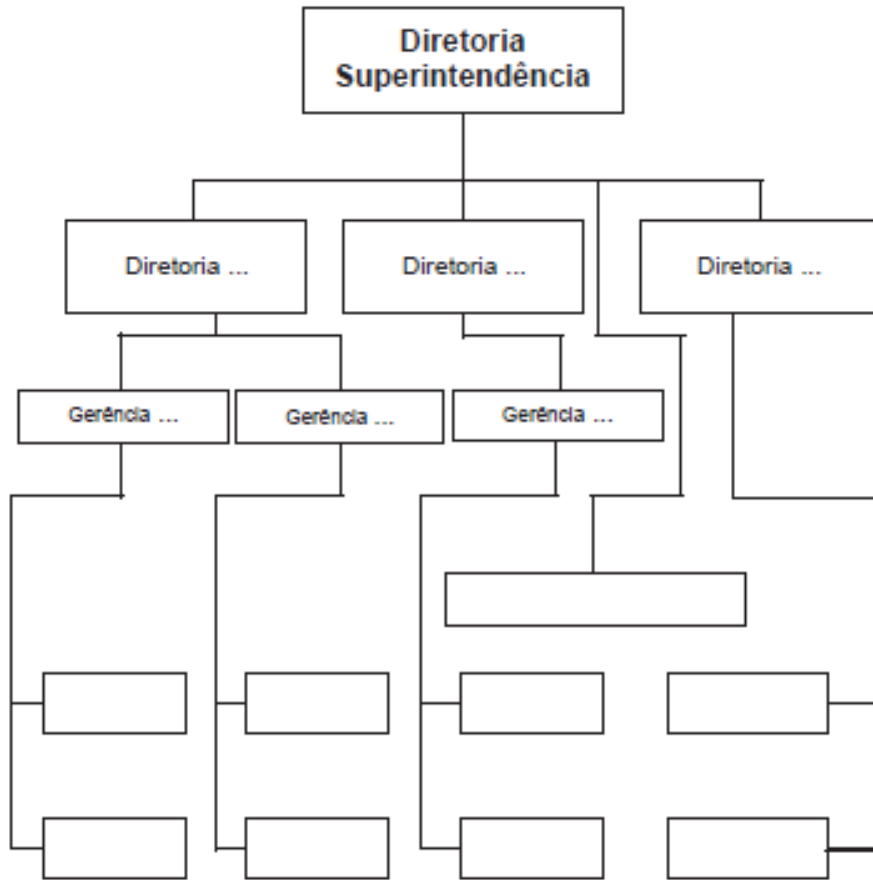 Diretoria
Superintendência
Diretoria ...
Diretoria ...
Diretoria ...
Gerência ...
Gerência ...
Gerência ...